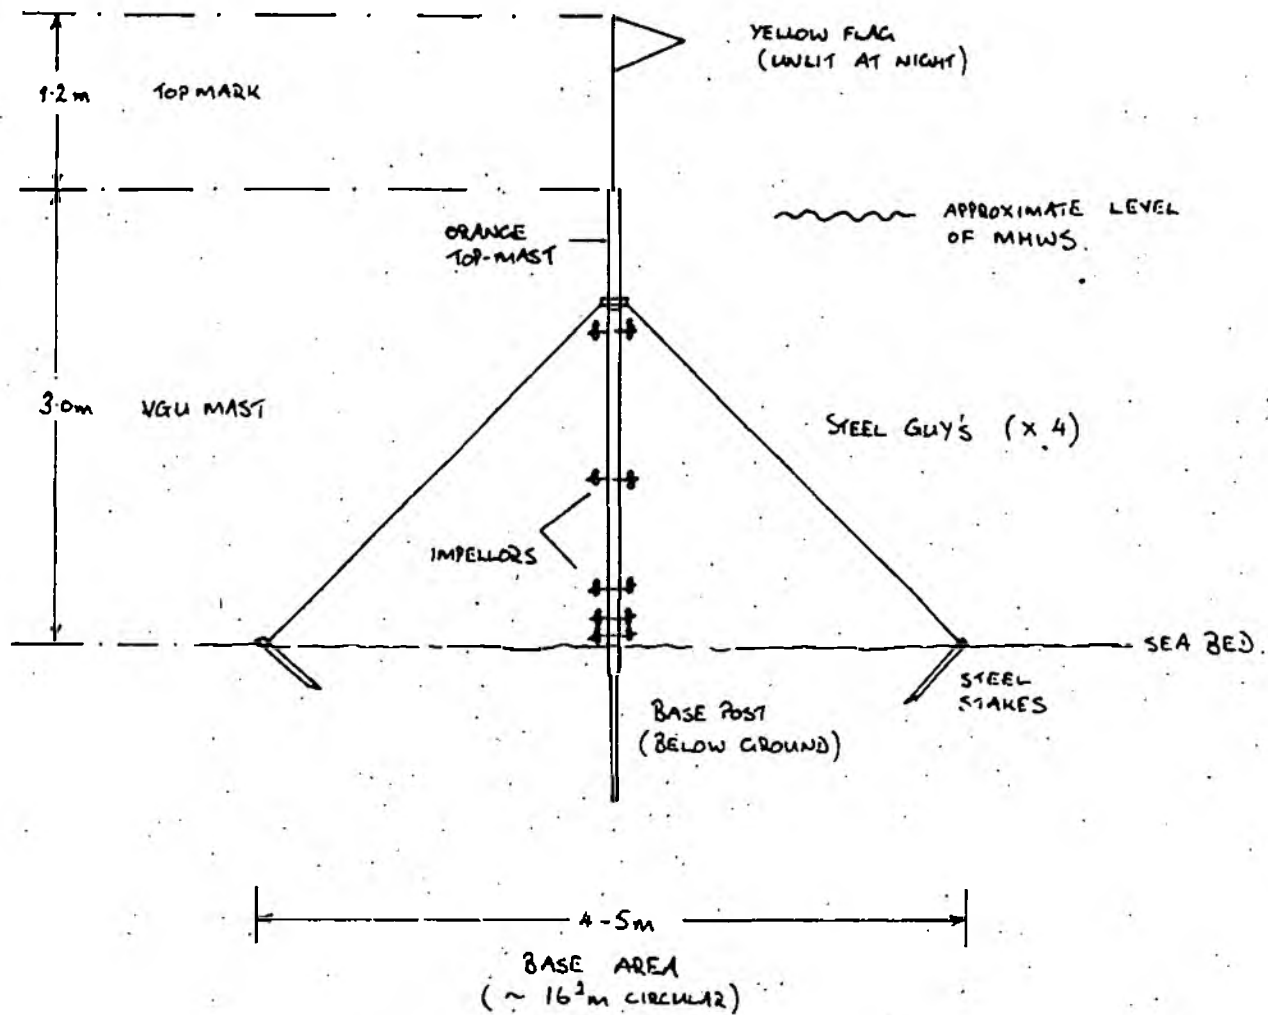 YELLOW FLAG
(UNLIT AT NIGHT)
1.2m
TOP MARK
APPROXIMATE LEVEL
OF MHWS.
ORANGE
TOP-MAST
3.0m
VGU MAST
STEEL GUY'S (x 4)
IMPELLORS
SEA BED.
STEEL
STAKES
BASE POST
(BELOW GROUND)
4-5m
BASE AREA
(~ 16²m CIRCULAR)